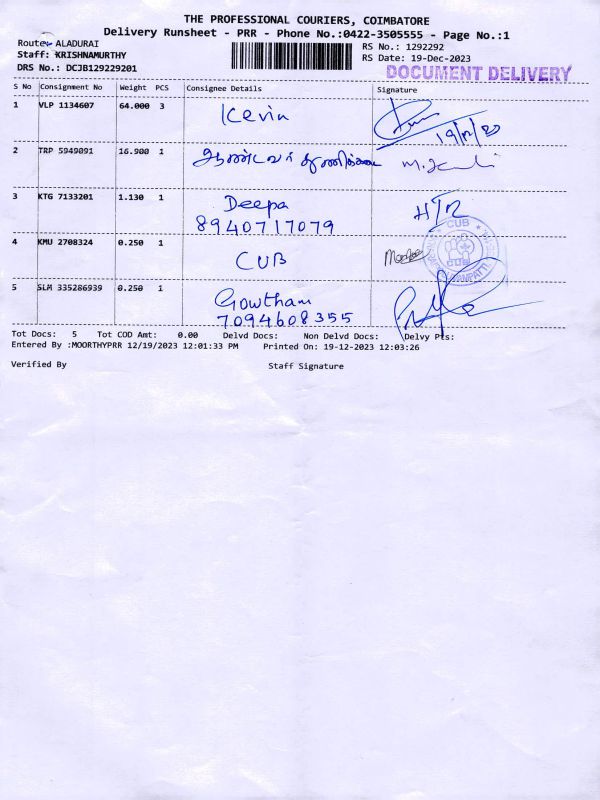 THE PROFESSIONAL COURIERS, COIMBATORE
Delivery Runsheet - PRR - Phone No.:0422-3505555 - Page No.:1
Route: ALADURAI
Staff: KRISHNAMURTHY
DRS No.: DCJB129229201
RS No.: 1292292
RS Date: 19-Dec-2023
DOCUMENT DELIVERY
S No Consignment No Weight PCS Consignee Details Signature
1 VLP 1134607 64.000 3 Kevin
19/12/23
2 TRP 5949091 16.900 1 ஆண்டவர் துணிக்கடை
3 KTG 7133201 1.130 1 Deepa
8940717079
4 KMU 2708324 0.250 1 CUB
CUB
5 SLM 335286939 0.250 1 Gowtham
7094608355
Tot Docs: 5 Tot COD Amt: 0.00 Delvd Docs: Non Delvd Docs: Delvy Pts:
Entered By :MOORTHYPRR 12/19/2023 12:01:33 PM Printed On: 19-12-2023 12:03:26
Verified By Staff Signature